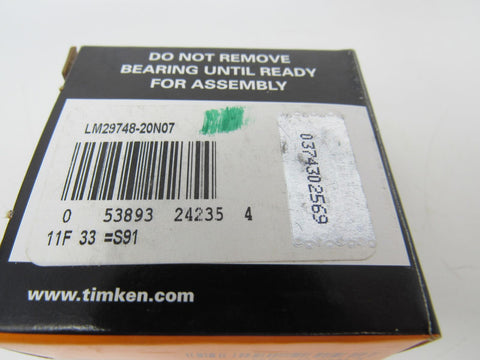 DO NOT REMOVE
BEARING UNTIL READY
FOR ASSEMBLY
LM29748-20N07
0 53893 24235 4
11F 33 =S91
0374302569
www.timken.com